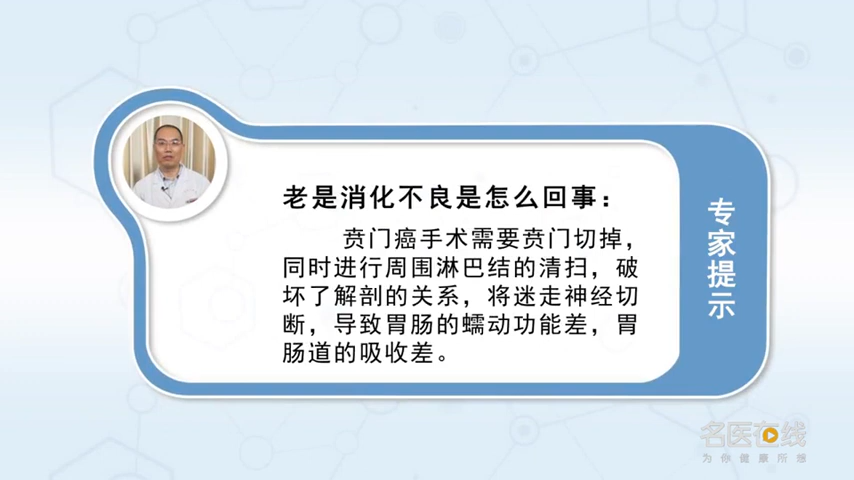 老是消化不良是怎么回事：
贲门癌手术需要贲门切掉，
同时进行周围淋巴结的清扫，破
坏了解剖的关系，将迷走神经切
断，导致胃肠的蠕动功能差，胃
肠道的吸收差。
专家提示
名医在线
为你健康所想